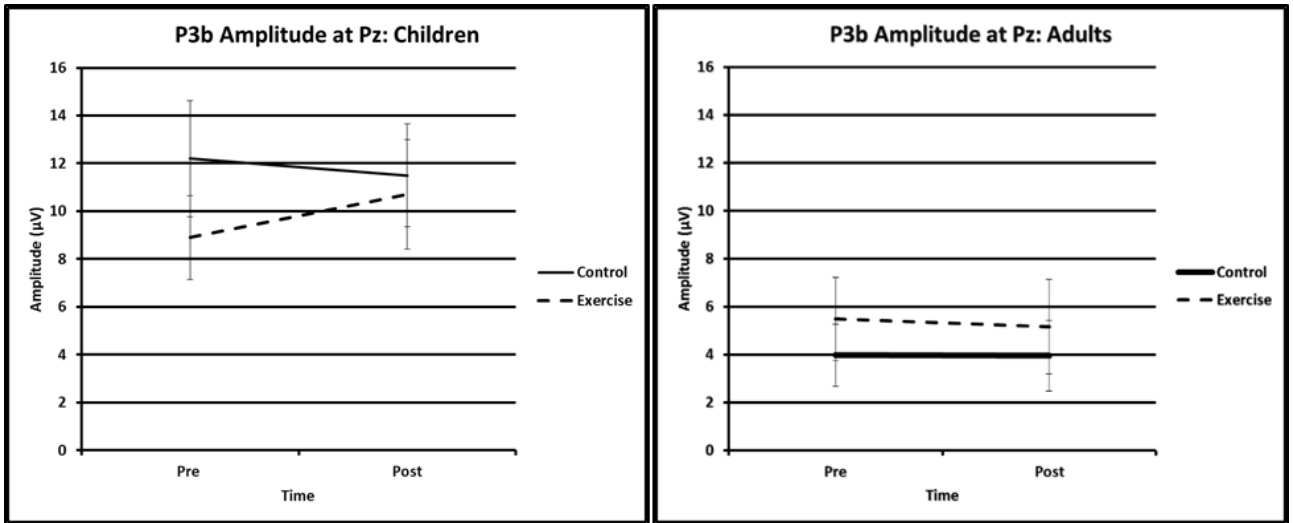 P3b Amplitude at Pz: Children
16
14
12
10
8
6
4
2
0
Amplitude (µV)
Pre
Post
Time
Control
Exercise
P3b Amplitude at Pz: Adults
16
14
12
10
8
6
4
2
0
Amplitude (µV)
Pre
Post
Time
Control
Exercise